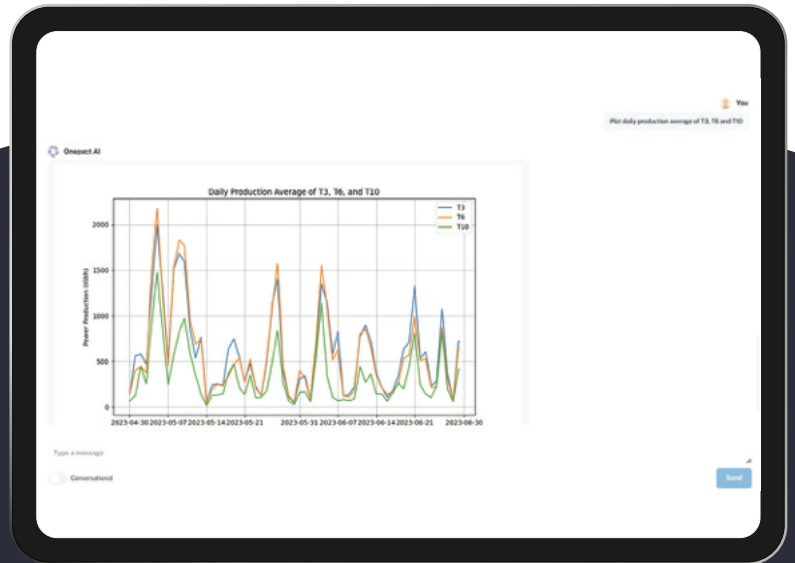 You
Plot daily production average of T3, T6 and T10
Onepact AI
Daily Production Average of T3, T6, and T10
T3
T6
T10
Power Production (KWh)
2000
1500
1000
500
0
2023-04-30 2023-05-07 2023-05-14 2023-05-21 2023-05-31 2023-06-07 2023-06-14 2023-06-21 2023-06-30
Type a message
Conversational
Send